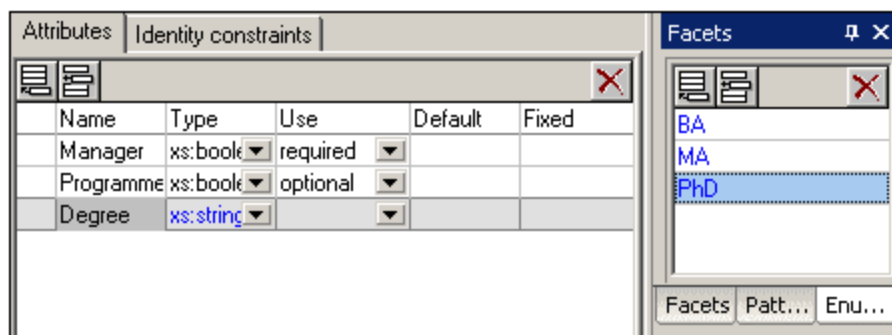 Attributes Identity constraints
Facets
Name Type Use Default Fixed
Manager xs:boole required
Programme xs:boole optional
Degree xs:string
BA
MA
PhD
Facets Patt... Enu...